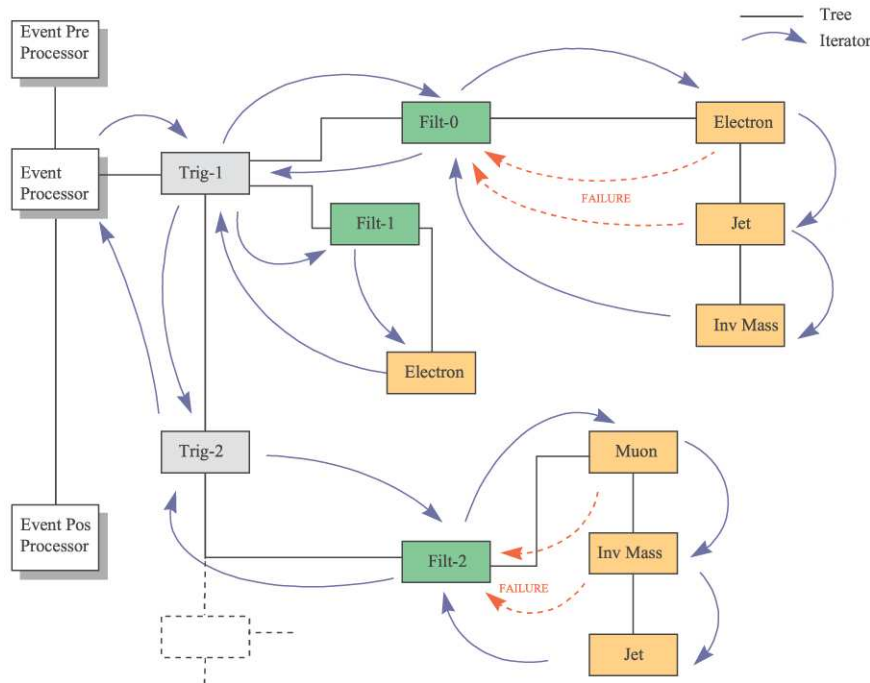 Event Pre
Processor
Tree
Iterator
Filt-0
Electron
Event
Processor
Trig-1
FAILURE
Filt-1
Jet
Inv Mass
Electron
Trig-2
Muon
Event Pos
Processor
Filt-2
Inv Mass
FAILURE
Jet